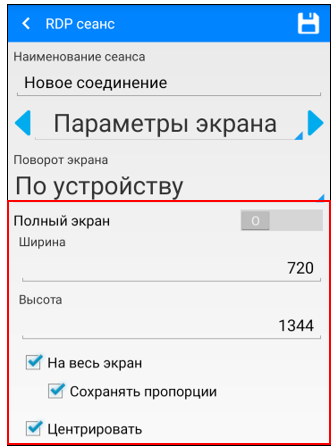 RDP сеанс
Наименование сеанса
Новое соединение
Параметры экрана
Поворот экрана
По устройству
Полный экран O
Ширина
720
Высота
1344
На весь экран
Сохранять пропорции
Центрировать